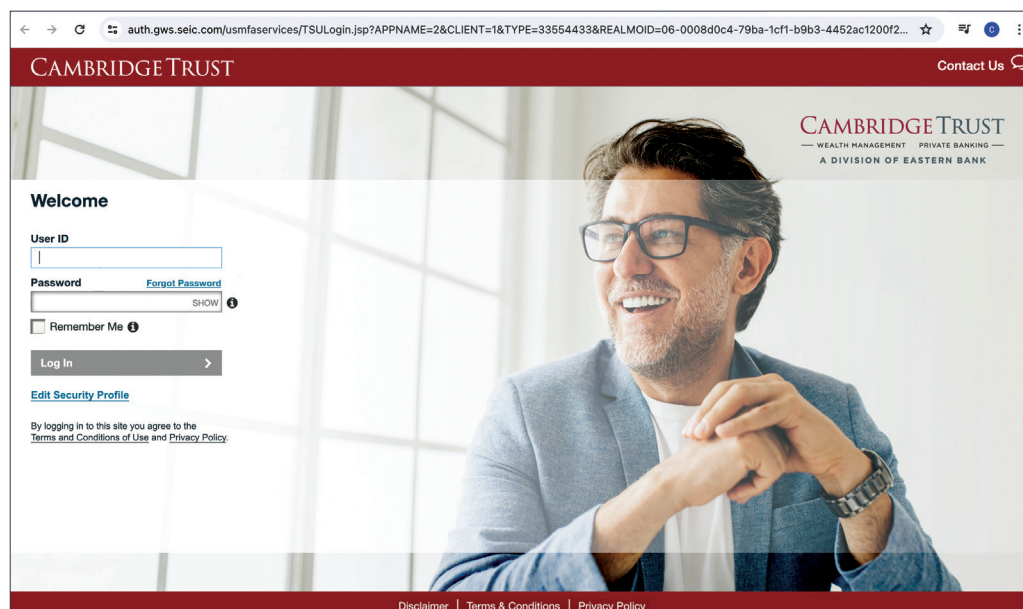 auth.gws.seic.com/usmfaservices/TSULogin.jsp?APPNAME=2&CLIENT=1&TYPE=33554433&REALMOID=06-0008d0c4-79ba-1cf1-b9b3-4452ac1200f2...
C
CAMBRIDGE TRUST
Contact Us
CAMBRIDGE TRUST
WEALTH MANAGEMENT PRIVATE BANKING
A DIVISION OF EASTERN BANK
Welcome
User ID
Password Forgot Password
SHOW
Remember Me
Log In
Edit Security Profile
By logging in to this site you agree to the
Terms and Conditions of Use and Privacy Policy.
Disclaimer | Terms & Conditions | Privacy Policy